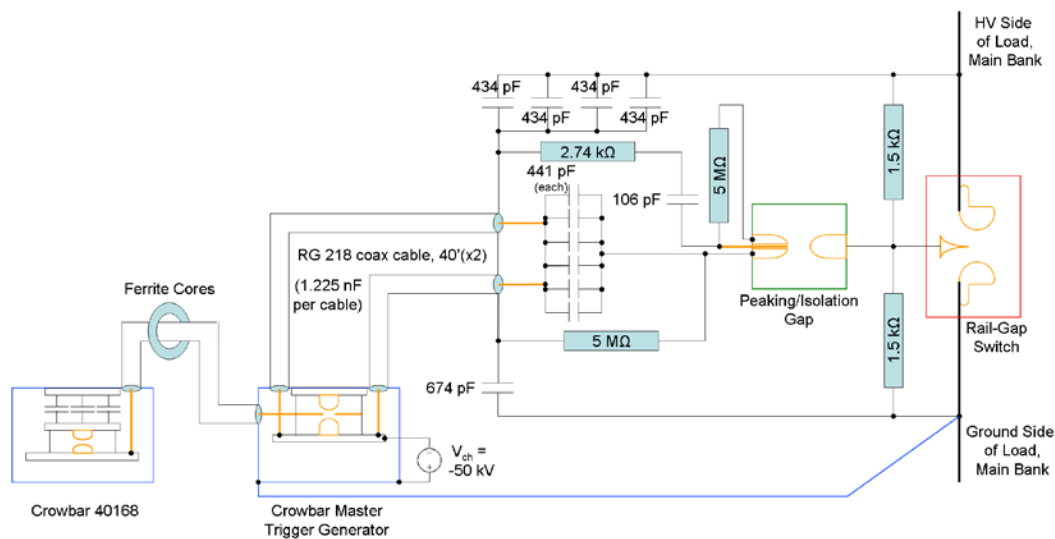 HV Side
of Load,
Main Bank
434 pF
434 pF
434 pF
434 pF
2.74 kΩ
441 pF
(each)
106 pF
5 MΩ
1.5 kΩ
RG 218 coax cable, 40'(x2)
(1.225 nF
per cable)
Ferrite Cores
Peaking/Isolation
Gap
Rail-Gap
Switch
5 MΩ
1.5 kΩ
674 pF
V_ch =
-50 kV
Ground Side
of Load,
Main Bank
Crowbar 40168
Crowbar Master
Trigger Generator